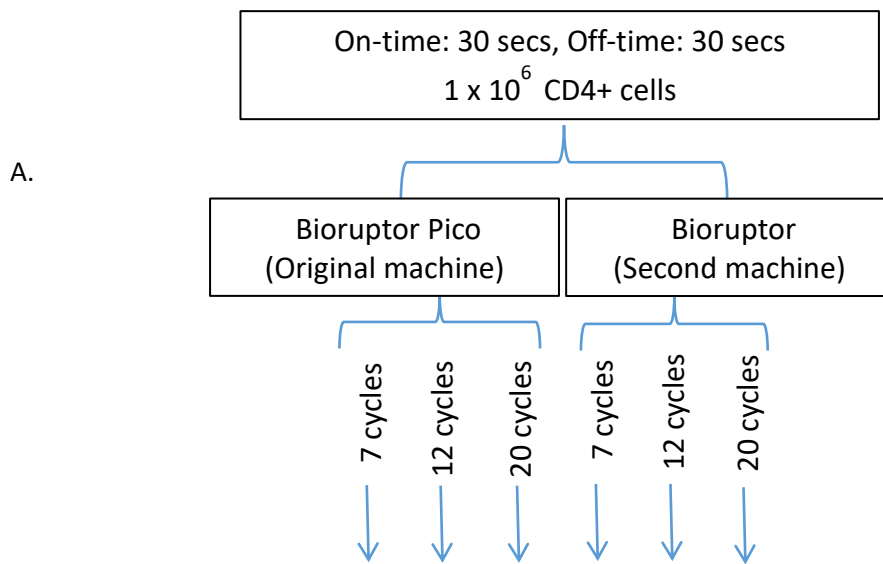 On-time: 30 secs, Off-time: 30 secs
1 x 10⁶ CD4+ cells
A.
Bioruptor Pico
(Original machine)
Bioruptor
(Second machine)
7 cycles
12 cycles
20 cycles
7 cycles
12 cycles
20 cycles